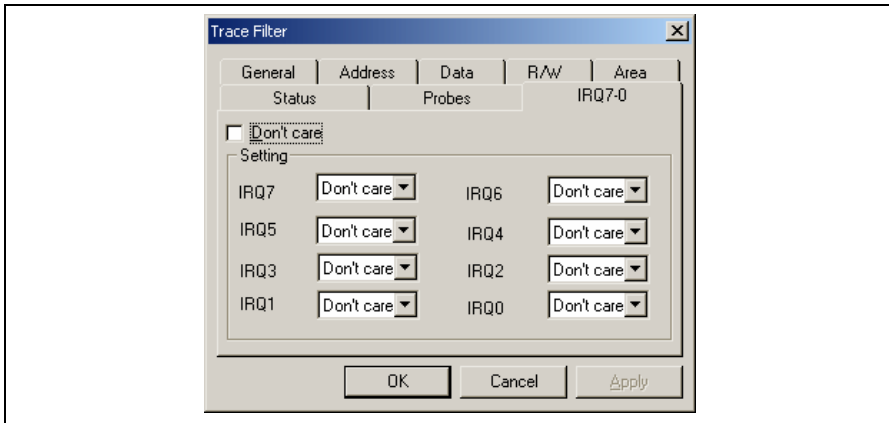 Trace Filter
General Address Data R/W Area
Status Probes IRQ7-0
Don't care
Setting
IRQ7 Don't care IRQ6 Don't care
IRQ5 Don't care IRQ4 Don't care
IRQ3 Don't care IRQ2 Don't care
IRQ1 Don't care IRQ0 Don't care
OK Cancel Apply